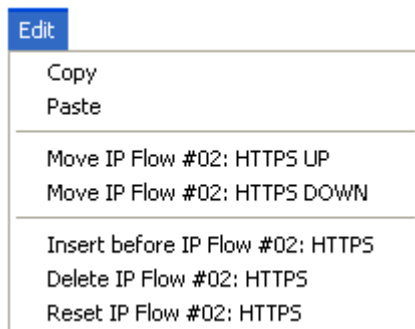 Edit
Copy
Paste
Move IP Flow #02: HTTPS UP
Move IP Flow #02: HTTPS DOWN
Insert before IP Flow #02: HTTPS
Delete IP Flow #02: HTTPS
Reset IP Flow #02: HTTPS